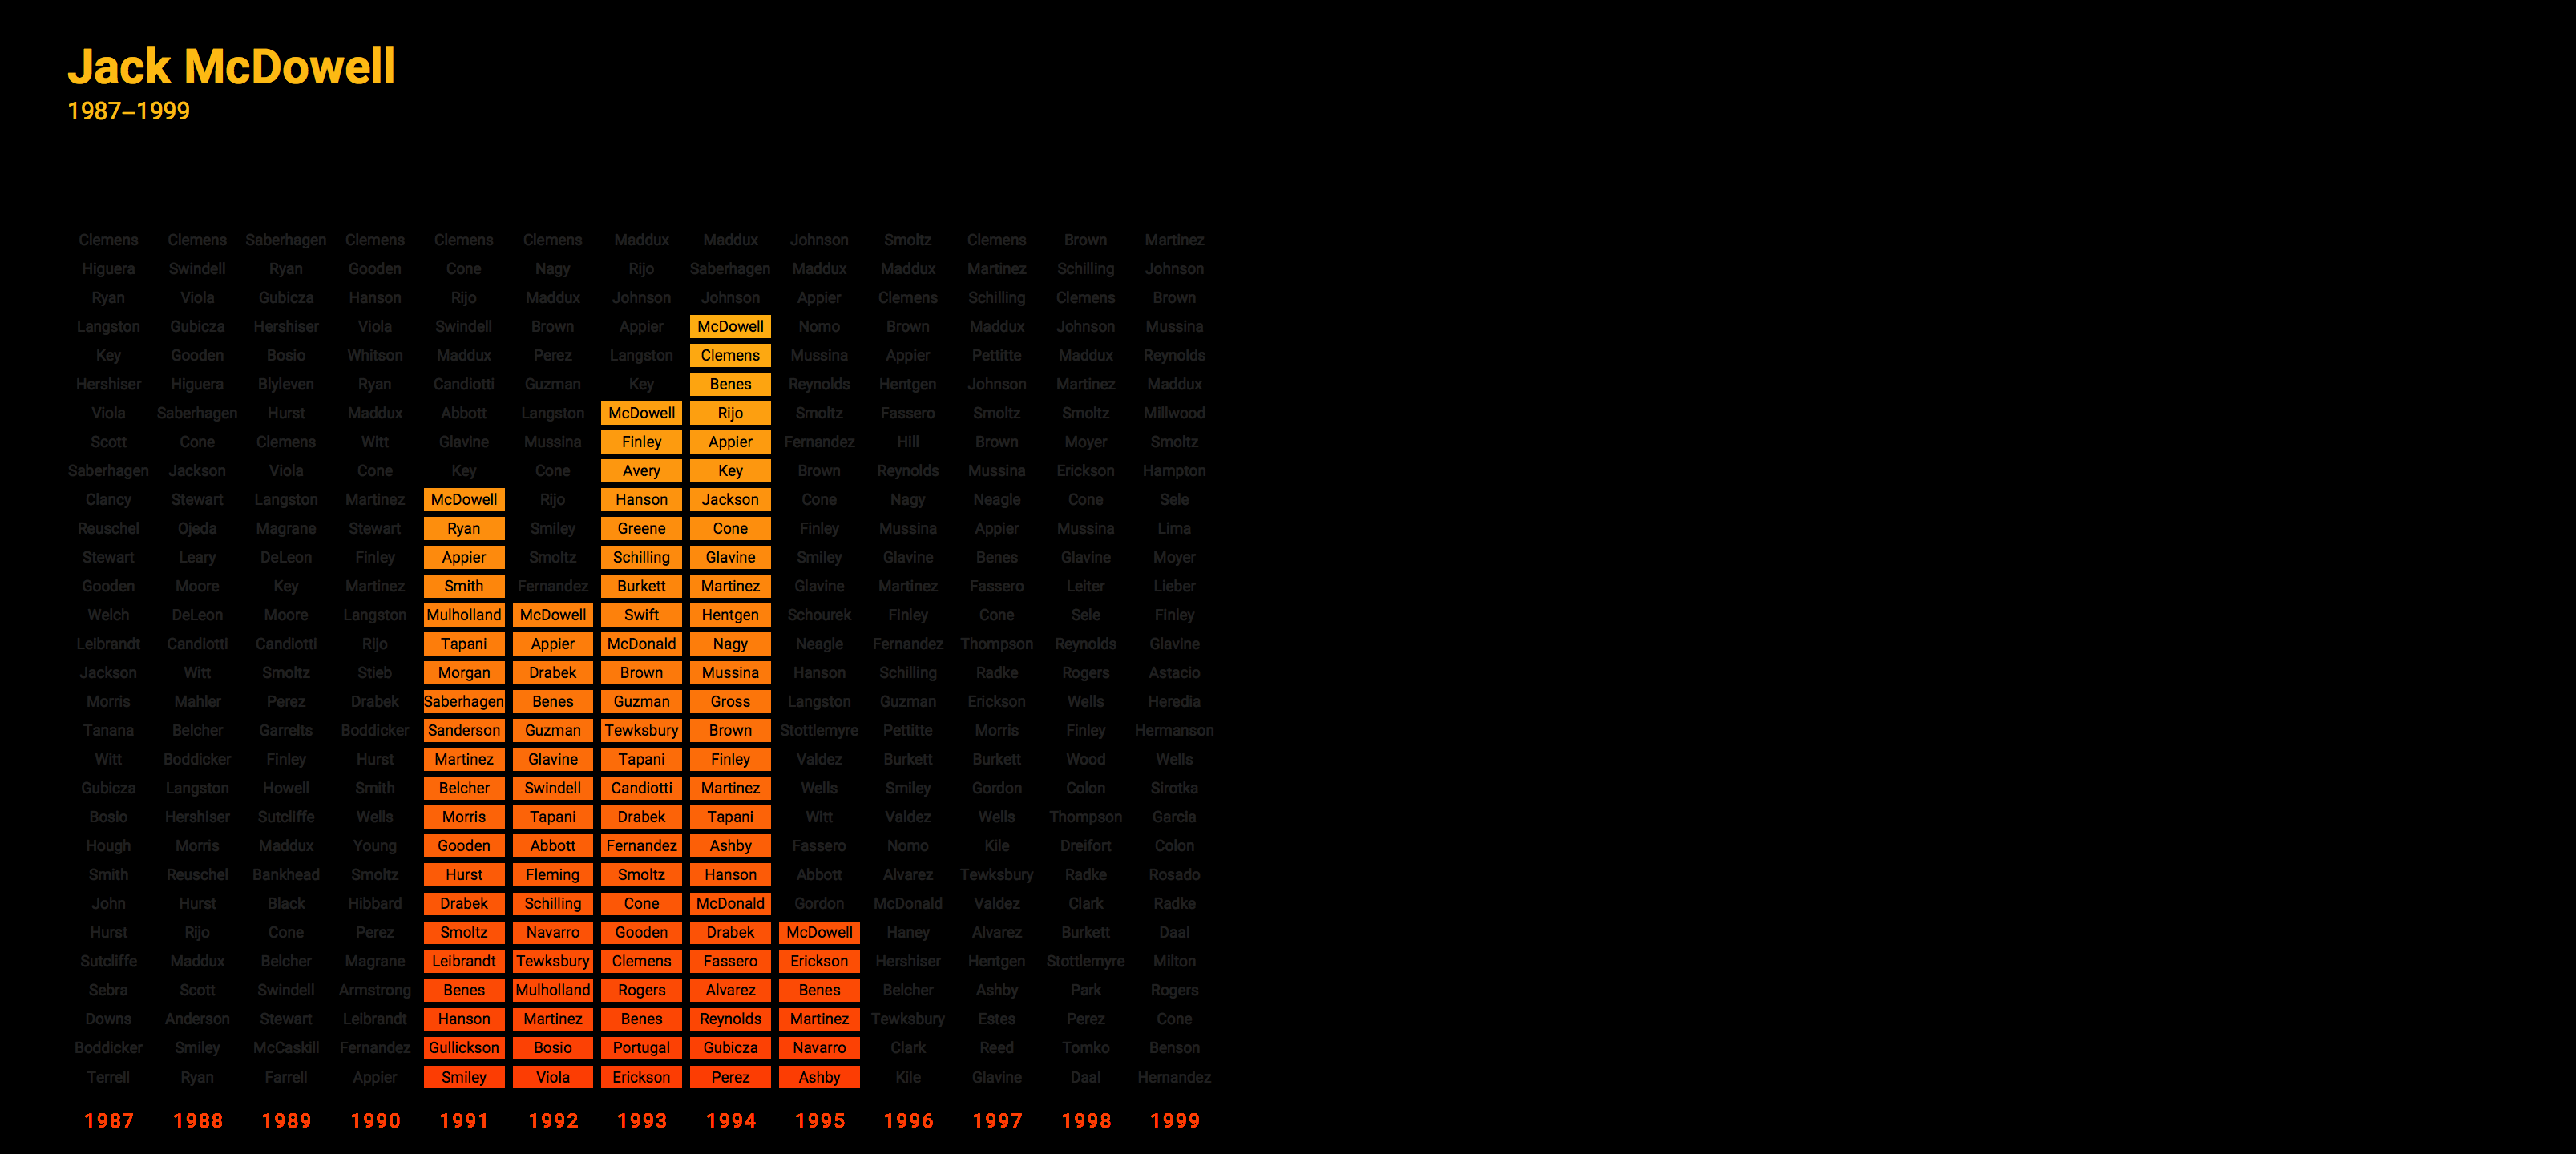 Jack McDowell
1987–1999
Clemens Clemens Saberhagen Clemens Clemens Clemens Maddux Maddux Johnson Smoltz Clemens Brown Martinez
Higuera Swindell Ryan Gooden Cone Nagy Rijo Saberhagen Maddux Maddux Martinez Schilling Johnson
Ryan Viola Gubicza Hanson Rijo Maddux Johnson Johnson Appier Clemens Schilling Clemens Brown
Langston Gubicza Hershiser Viola Swindell Brown Appier McDowell Nomo Brown Maddux Johnson Mussina
Key Gooden Bosio Whitson Maddux Perez Langston Clemens Mussina Appier Pettitte Maddux Reynolds
Hershiser Higuera Blyleven Ryan Candiotti Guzman Key Benes Reynolds Hentgen Johnson Martinez Maddux
Viola Saberhagen Hurst Maddux Abbott Langston McDowell Rijo Smoltz Fassero Smoltz Smoltz Millwood
Scott Cone Clemens Witt Glavine Mussina Finley Appier Fernandez Hill Brown Moyer Smoltz
Saberhagen Jackson Viola Cone Key Cone Avery Key Brown Reynolds Mussina Erickson Hampton
Clancy Stewart Langston Martinez McDowell Rijo Hanson Jackson Cone Nagy Neagle Cone Sele
Reuschel Ojeda Magrane Stewart Ryan Smiley Greene Cone Finley Mussina Appier Mussina Lima
Stewart Leary DeLeon Finley Appier Smoltz Schilling Glavine Smiley Glavine Benes Glavine Moyer
Gooden Moore Key Martinez Smith Fernandez Burkett Martinez Glavine Martinez Fassero Leiter Lieber
Welch DeLeon Moore Langston Mulholland McDowell Swift Hentgen Schourek Finley Cone Sele Finley
Leibrandt Candiotti Candiotti Rijo Tapani Appier McDonald Nagy Neagle Fernandez Thompson Reynolds Glavine
Jackson Witt Smoltz Stieb Morgan Drabek Brown Mussina Hanson Schilling Radke Rogers Astacio
Morris Mahler Perez Drabek Saberhagen Benes Guzman Gross Langston Guzman Erickson Wells Heredia
Tanana Belcher Garrelts Boddicker Sanderson Guzman Tewksbury Brown Stottlemyre Pettitte Morris Finley Hermanson
Witt Boddicker Finley Hurst Martinez Glavine Tapani Finley Valdez Burkett Burkett Wood Wells
Gubicza Langston Howell Smith Belcher Swindell Candiotti Martinez Wells Smiley Gordon Colon Sirotka
Bosio Hershiser Sutcliffe Wells Morris Tapani Drabek Tapani Witt Valdez Wells Thompson Garcia
Hough Morris Maddux Young Gooden Abbott Fernandez Ashby Fassero Nomo Kile Dreifort Colon
Smith Reuschel Bankhead Smoltz Hurst Fleming Smoltz Hanson Abbott Alvarez Tewksbury Radke Rosado
John Hurst Black Hibbard Drabek Schilling Cone McDonald Gordon McDonald Valdez Clark Radke
Hurst Rijo Cone Perez Smoltz Navarro Gooden Drabek McDowell Haney Alvarez Burkett Daal
Sutcliffe Maddux Belcher Magrane Leibrandt Tewksbury Clemens Fassero Erickson Hershiser Hentgen Stottlemyre Milton
Sebra Scott Swindell Armstrong Benes Mulholland Rogers Alvarez Benes Belcher Ashby Park Rogers
Downs Anderson Stewart Leibrandt Hanson Martinez Benes Reynolds Martinez Tewksbury Estes Perez Cone
Boddicker Smiley McCaskill Fernandez Gullickson Bosio Portugal Gubicza Navarro Clark Reed Tomko Benson
Terrell Ryan Farrell Appier Smiley Viola Erickson Perez Ashby Kile Glavine Daal Hernandez
1987 1988 1989 1990 1991 1992 1993 1994 1995 1996 1997 1998 1999